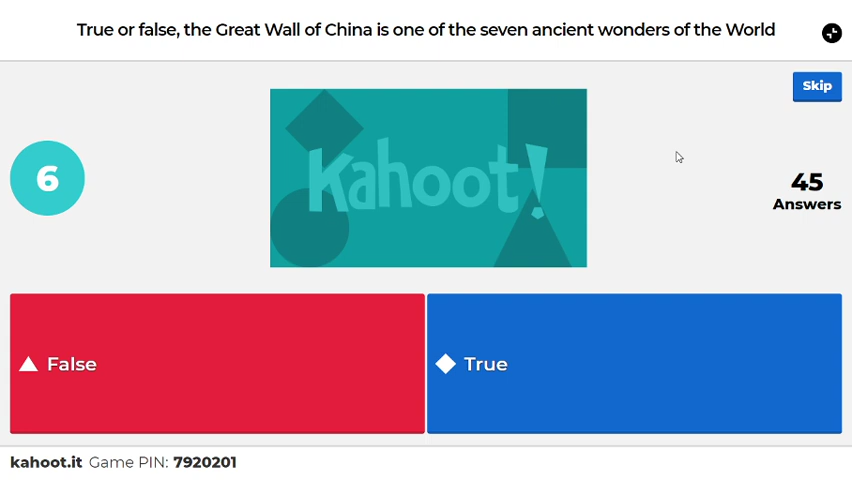 True or false, the Great Wall of China is one of the seven ancient wonders of the World
Skip
6
Kahoot!
45
Answers
False
True
kahoot.it Game PIN: 7920201